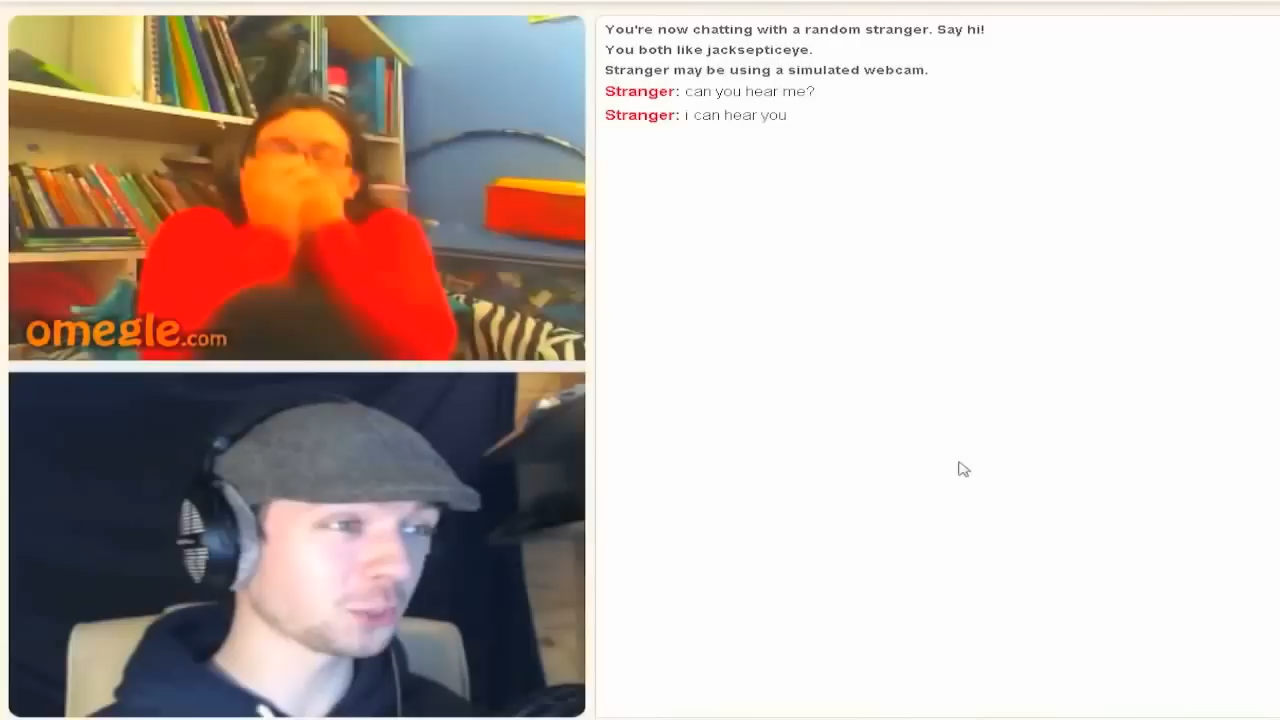 You're now chatting with a random stranger. Say hi!
You both like jacksepticeye.
Stranger may be using a simulated webcam.
Stranger: can you hear me?
Stranger: i can hear you
omegle.com